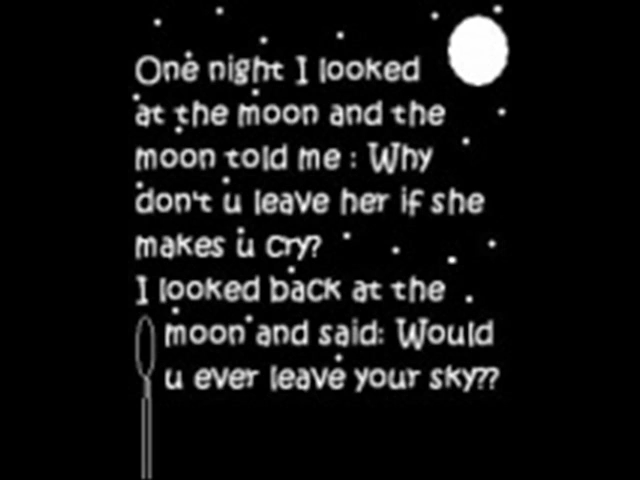 One night I looked
at the moon and the
moon told me : Why
don't u leave her if she
makes u cry?
I looked back at the
moon and said: Would
u ever leave your sky??